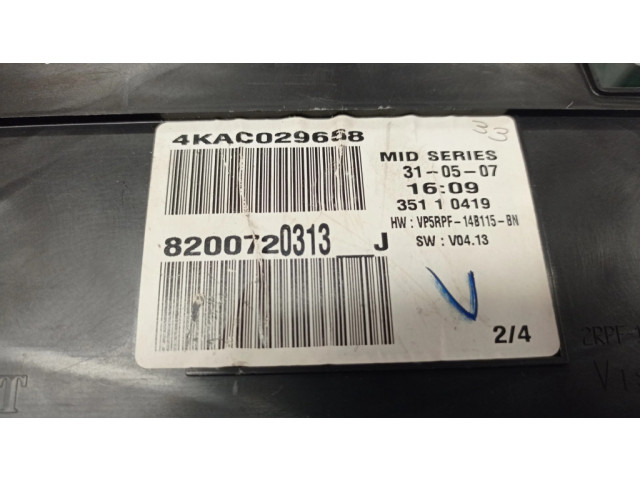 4KAC029658
33
MID SERIES
31-05-07
16:09
351 1 0419
HW : VP5RPF-14B115-BN
SW : V04.13
8200720313__J
V
2/4